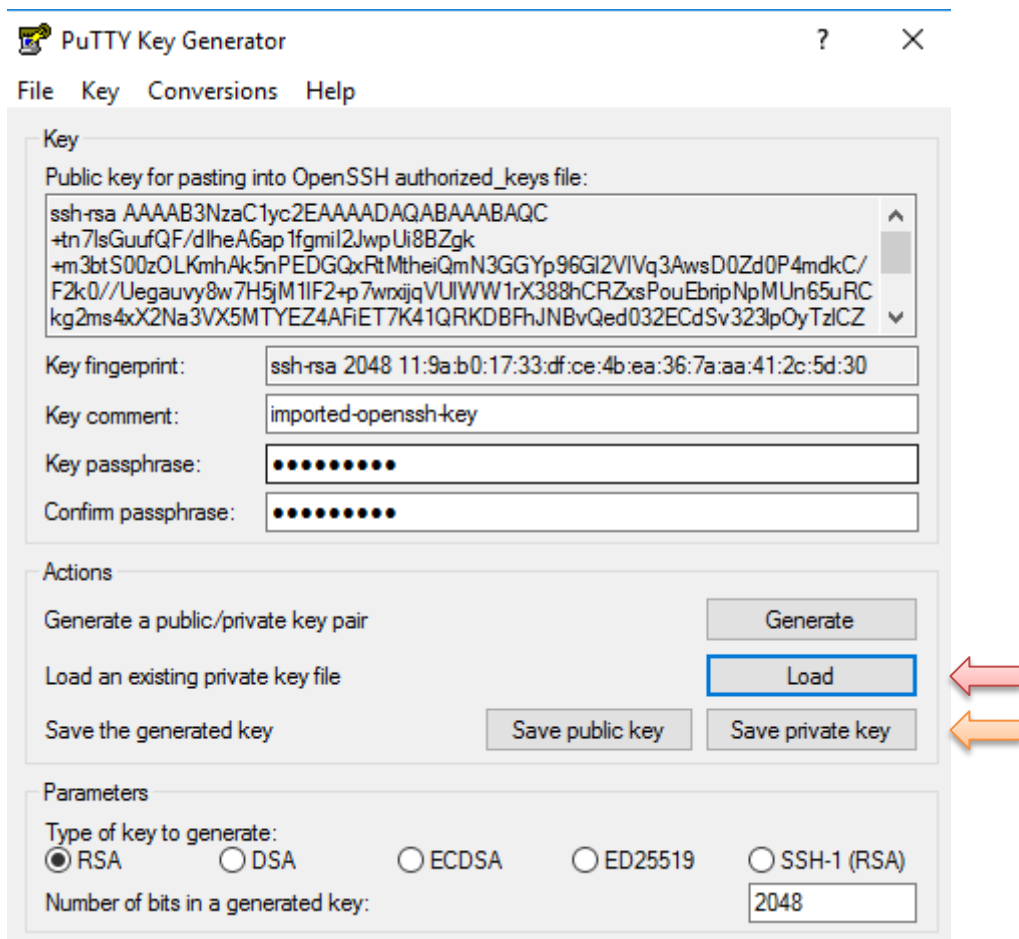 PuTTY Key Generator ?
File Key Conversions Help
Key
Public key for pasting into OpenSSH authorized_keys file:
ssh-rsa AAAAB3NzaC1yc2EAAAADAQABAAABAQC
+tn7IsGuufQF/dIheA6ap1fgmiI2JwpUi8BZgk
+m3btS00zOLKmhAk5nPEDGQxRtMtheiQmN3GGYp96GI2VIVq3AwsD0Zd0P4mdkC/
F2k0//Uegauvy8w7H5jM1IF2+p7wrxijqVUIWW1rX388hCRZxsPouEbripNpMUn65uRC
kg2ms4xX2Na3VX5MTYEZ4AFiET7K41QRKDBFhJNBvQed032ECdSv323IpOyTzICZ
Key fingerprint: ssh-rsa 2048 11:9a:b0:17:33:df:ce:4b:ea:36:7a:aa:41:2c:5d:30
Key comment: imported-openssh-key
Key passphrase: ●●●●●●●●●
Confirm passphrase: ●●●●●●●●●
Actions
Generate a public/private key pair Generate
Load an existing private key file Load
Save the generated key Save public key Save private key
Parameters
Type of key to generate:
RSA DSA ECDSA ED25519 SSH-1 (RSA)
Number of bits in a generated key: 2048